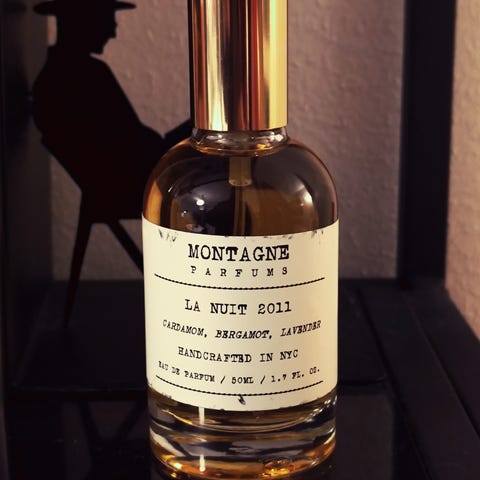 MONTAGNE
PARFUMS
LA NUIT 2011
CARDAMOM, BERGAMOT, LAVENDER
HANDCRAFTED IN NYC
EAU DE PARFUM / 50ML / 1.7 FL. OZ.